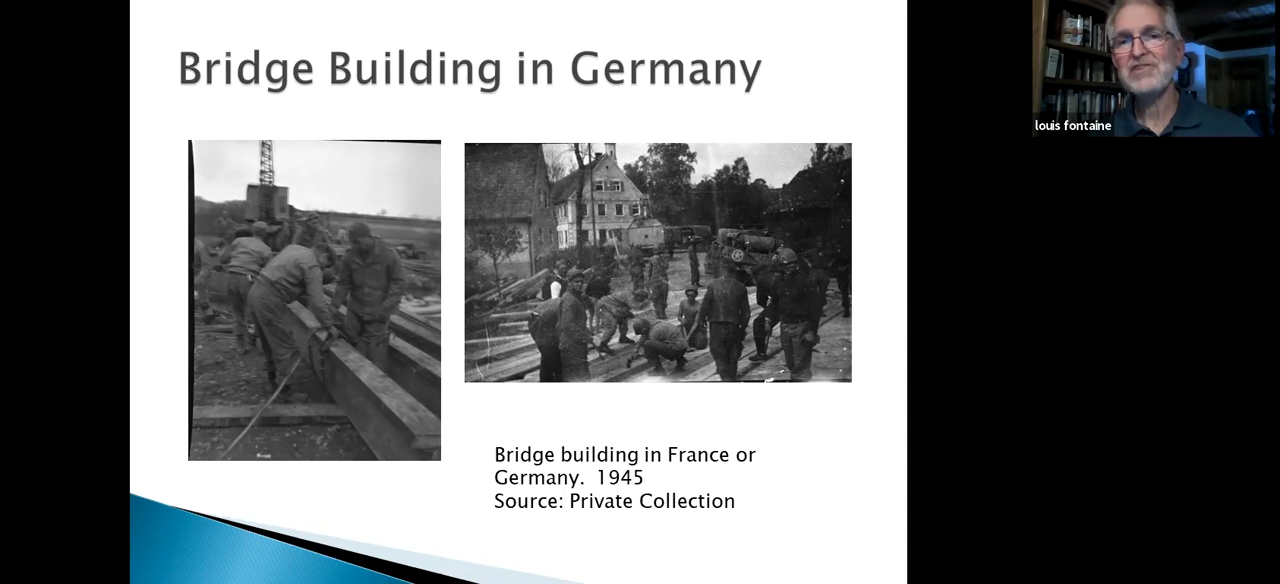 Bridge Building in Germany
louis fontaine
Bridge building in France or
Germany.  1945
Source: Private Collection